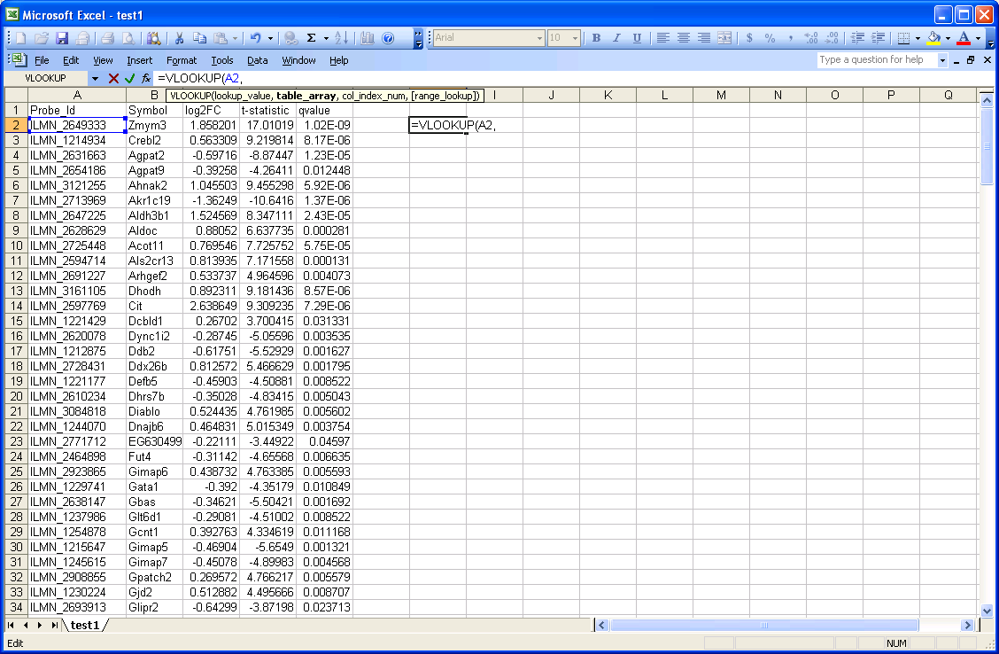 Microsoft Excel - test1
Σ Arial 10 B I U $ % ,
File Edit View Insert Format Tools Data Window Help Type a question for help
VLOOKUP fx =VLOOKUP(A2,
VLOOKUP(lookup_value, table_array, col_index_num, [range_lookup])
A B I J K L M N O P Q
1 Probe_Id Symbol log2FC t-statistic qvalue
2 ILMN_2649333 Zmym3 1.858201 17.01019 1.02E-09 =VLOOKUP(A2,
3 ILMN_1214934 Crebl2 0.563309 9.219814 8.17E-06
4 ILMN_2631663 Agpat2 -0.59716 -8.87447 1.23E-05
5 ILMN_2654186 Agpat9 -0.39258 -4.26411 0.012448
6 ILMN_3121255 Ahnak2 1.045503 9.455298 5.92E-06
7 ILMN_2713969 Akr1c19 -1.36249 -10.6416 1.37E-06
8 ILMN_2647225 Aldh3b1 1.524569 8.347111 2.43E-05
9 ILMN_2628629 Aldoc 0.88052 6.637735 0.000281
10 ILMN_2725448 Acot11 0.769546 7.725752 5.75E-05
11 ILMN_2594714 Als2cr13 0.813935 7.171558 0.000131
12 ILMN_2691227 Arhgef2 0.533737 4.964596 0.004073
13 ILMN_3161105 Dhodh 0.892311 9.181436 8.57E-06
14 ILMN_2597769 Cit 2.638649 9.309235 7.29E-06
15 ILMN_1221429 Dcbld1 0.26702 3.700415 0.031331
16 ILMN_2620078 Dync1i2 -0.28745 -5.05596 0.003535
17 ILMN_1212875 Ddb2 -0.61751 -5.52929 0.001627
18 ILMN_2728431 Ddx26b 0.812572 5.466629 0.001795
19 ILMN_1221177 Defb5 -0.45903 -4.50881 0.008522
20 ILMN_2610234 Dhrs7b -0.35028 -4.83415 0.005043
21 ILMN_3084818 Diablo 0.524435 4.761985 0.005602
22 ILMN_1244070 Dnajb6 0.464831 5.015349 0.003754
23 ILMN_2771712 EG630499 -0.22111 -3.44922 0.04597
24 ILMN_2464898 Fut4 -0.31142 -4.65568 0.006635
25 ILMN_2923865 Gimap6 0.438732 4.763385 0.005593
26 ILMN_1229741 Gata1 -0.392 -4.35179 0.010849
27 ILMN_2638147 Gbas -0.34621 -5.50421 0.001692
28 ILMN_1237986 Glt6d1 -0.29081 -4.51002 0.008522
29 ILMN_1254878 Gcnt1 0.392763 4.334619 0.011168
30 ILMN_1215647 Gimap5 -0.46904 -5.6549 0.001321
31 ILMN_1245615 Gimap7 -0.45078 -4.89983 0.004568
32 ILMN_2908855 Gpatch2 0.269572 4.766217 0.005579
33 ILMN_1230224 Gjd2 0.512882 4.495666 0.008707
34 ILMN_2693913 Glipr2 -0.64299 -3.87198 0.023713
test1
Edit NUM